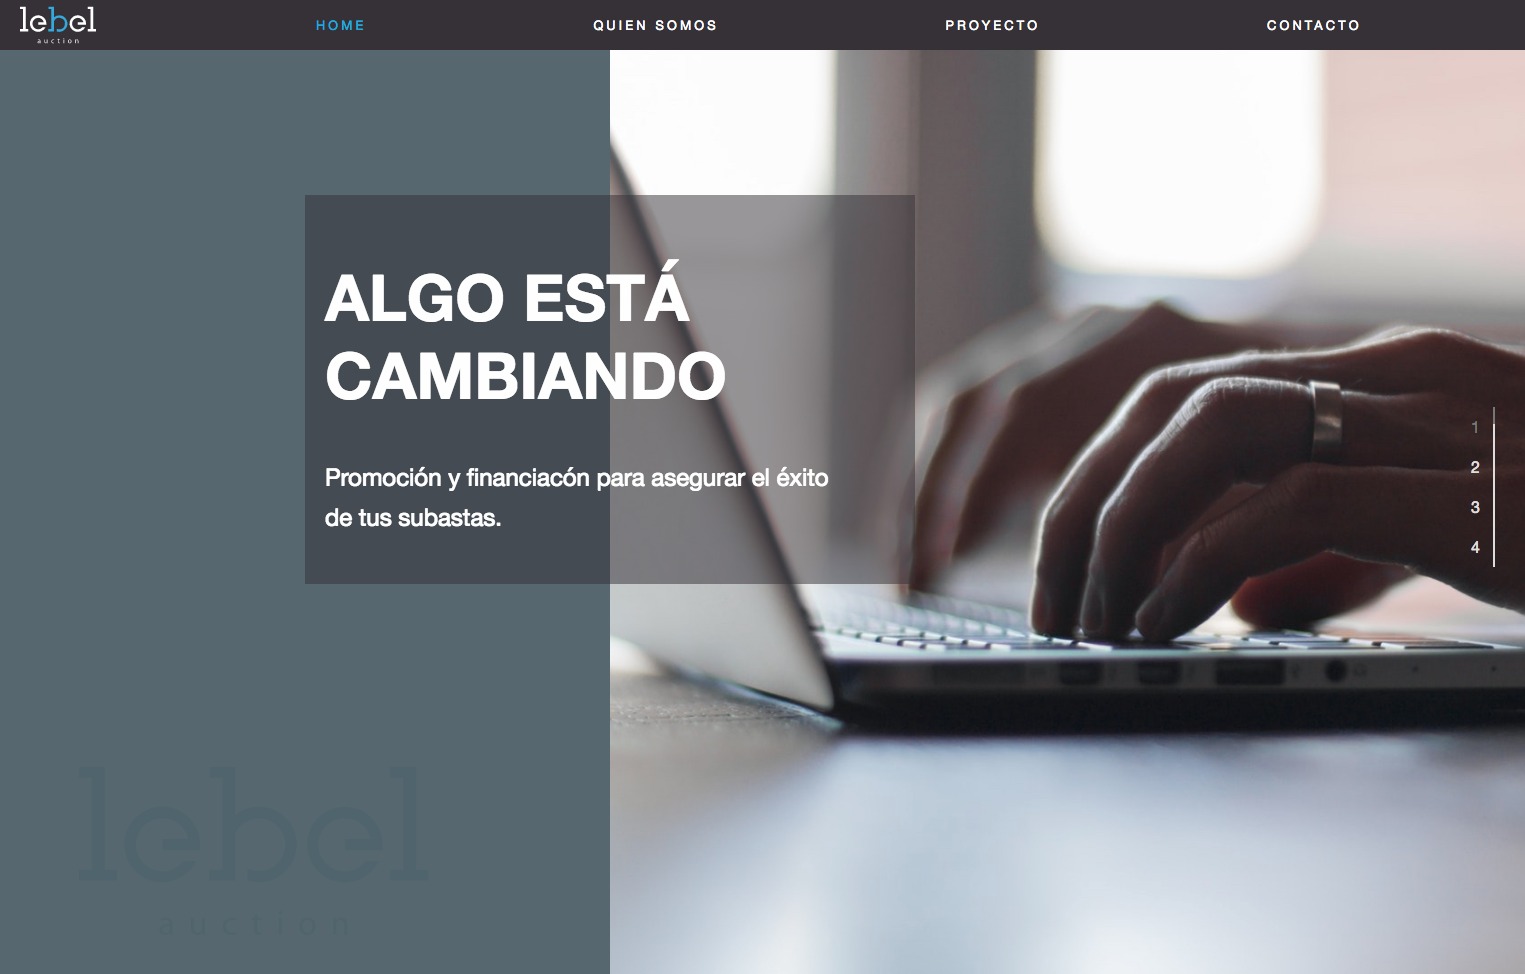 lebel
auction
HOME
QUIEN SOMOS
PROYECTO
CONTACTO
ALGO ESTÁ
CAMBIANDO
Promoción y financiacón para asegurar el éxito
de tus subastas.
1
2
3
4
lebel
auction